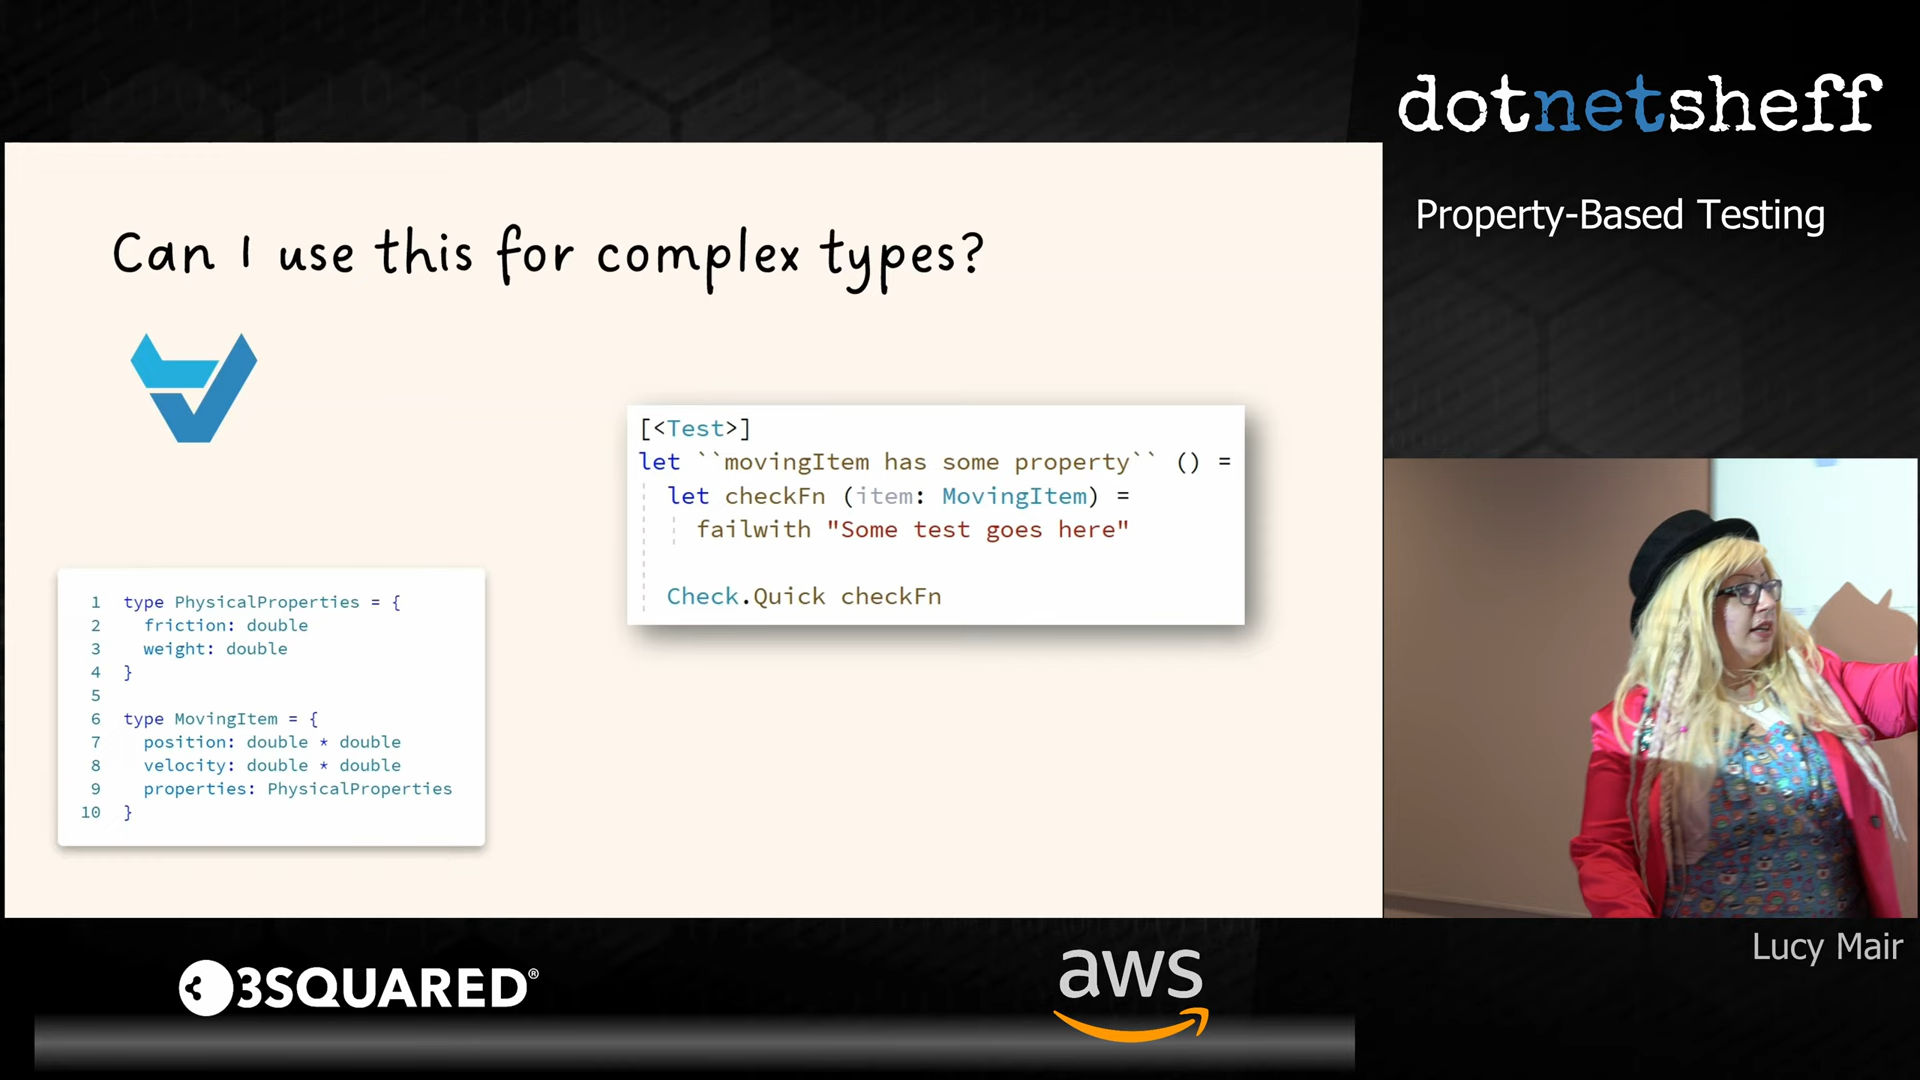 dotnetsheff
Property-Based Testing
Can I use this for complex types?
[<Test>]
let ``movingItem has some property`` () =
let checkFn (item: MovingItem) =
failwith "Some test goes here"
Check.Quick checkFn
1 type PhysicalProperties = {
2 friction: double
3 weight: double
4 }
5
6 type MovingItem = {
7 position: double * double
8 velocity: double * double
9 properties: PhysicalProperties
10 }
Lucy Mair
3SQUARED®
aws